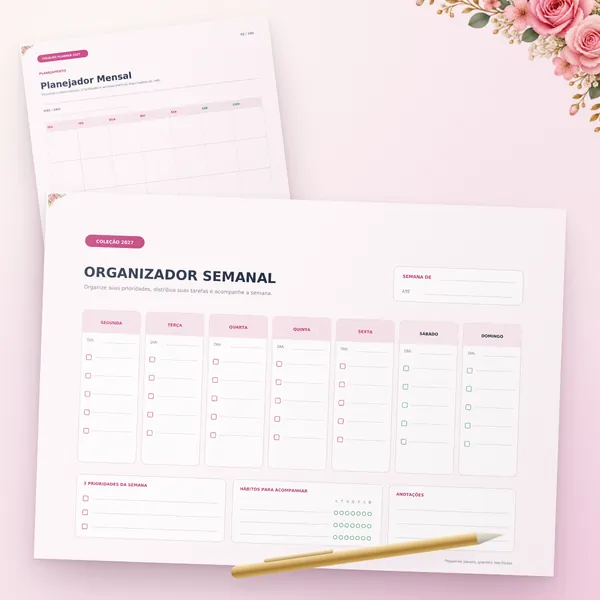 01 / 2027
COLEÇÃO PLANNER 2027
PLANEJAMENTO
Planejador Mensal
MÊS / ANO
COLEÇÃO 2027
ORGANIZADOR SEMANAL
Organize suas prioridades, distribua suas tarefas e acompanhe a semana.
SEMANA DE
ATÉ
SEGUNDA TERÇA QUARTA QUINTA SEXTA SÁBADO DOMINGO
DIA: DIA: DIA: DIA: DIA: DIA: DIA:
3 PRIORIDADES DA SEMANA
HÁBITOS PARA ACOMPANHAR
S T Q Q S S D
ANOTAÇÕES